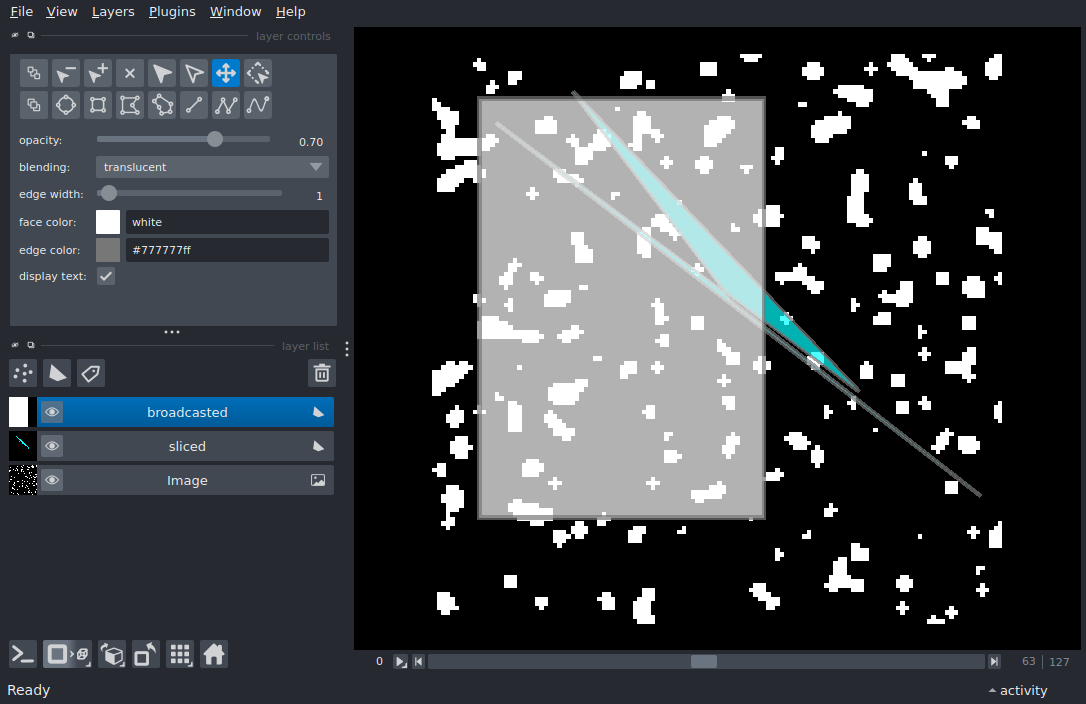 File View Layers Plugins Window Help
layer controls
opacity: 0.70
blending: translucent
edge width: 1
face color: white
edge color: #777777ff
display text:
layer list
broadcasted
sliced
Image
0 63 127
Ready activity